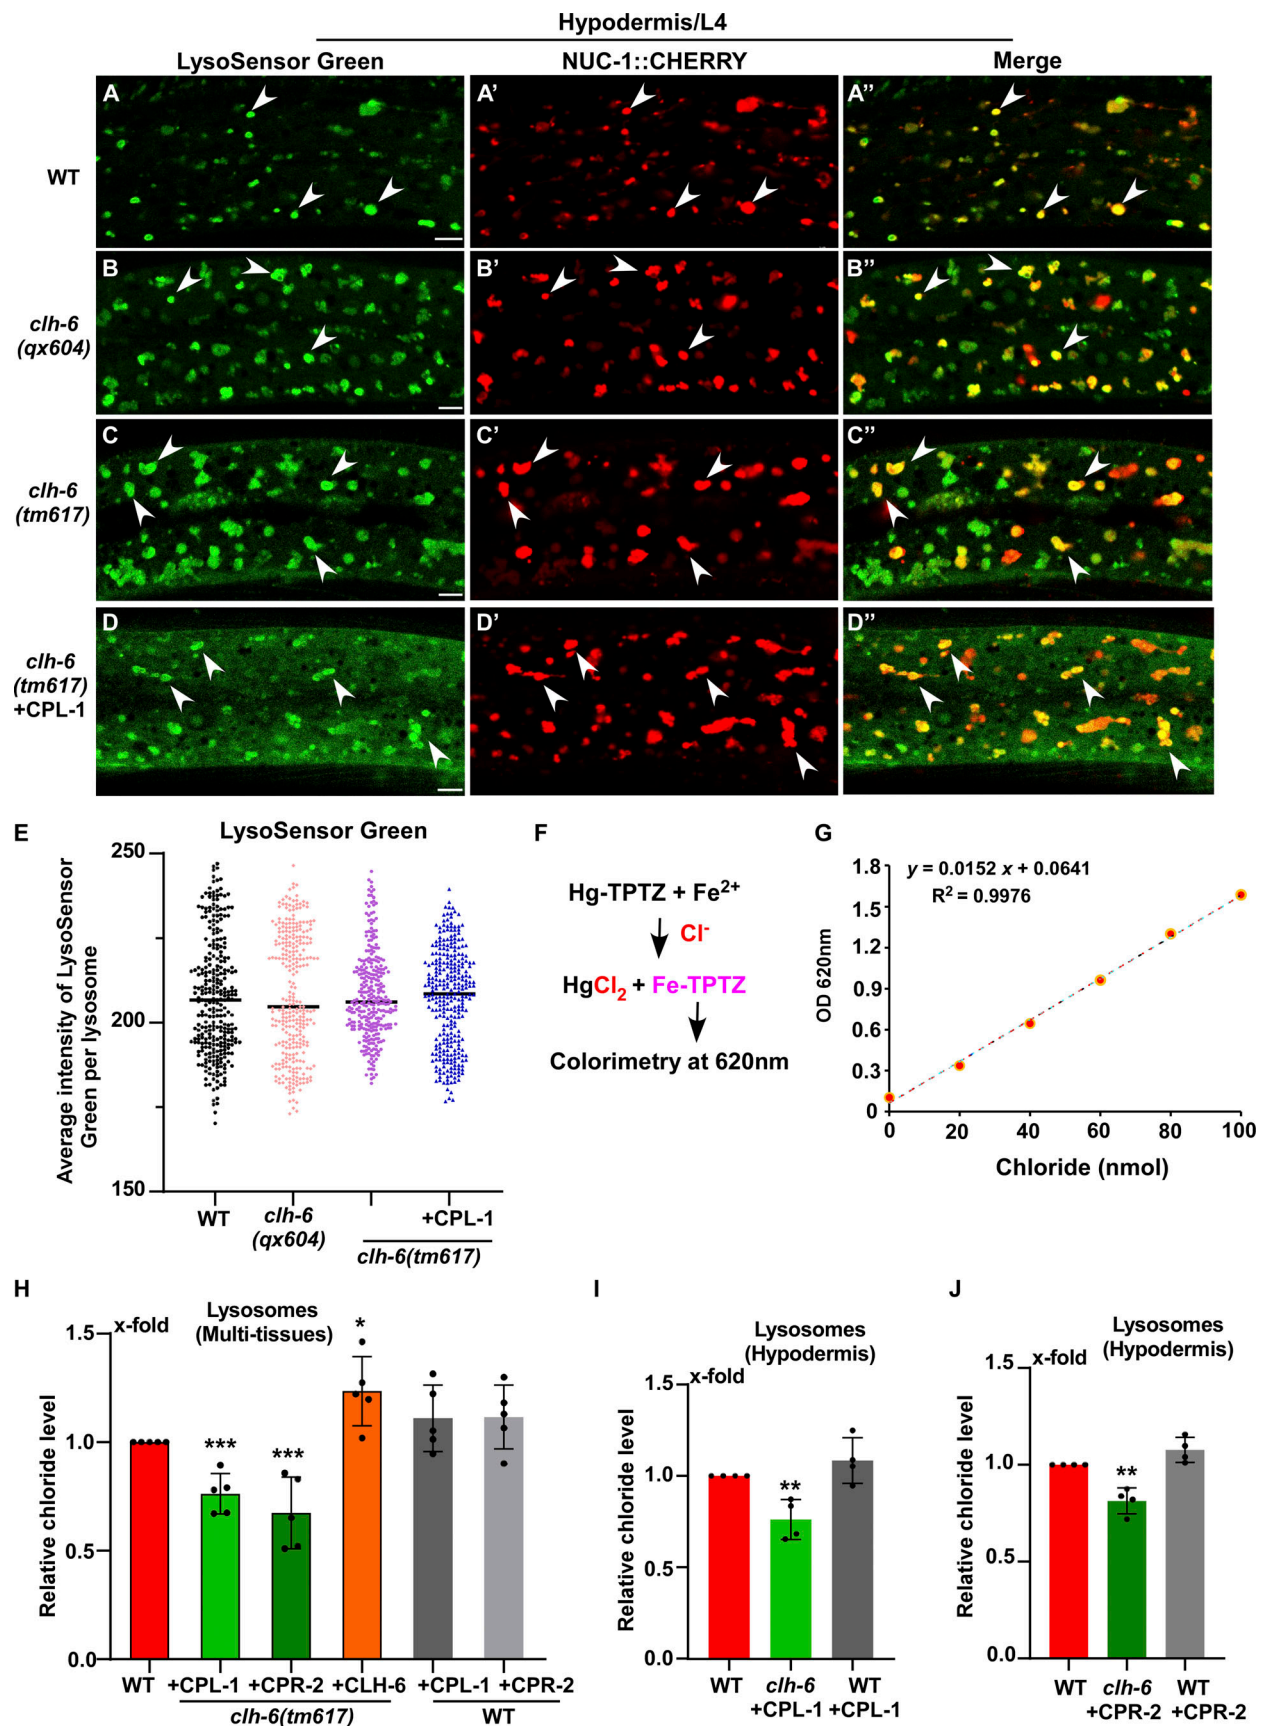 Hypodermis/L4
LysoSensor Green NUC-1::CHERRY Merge
WT
A A' A''
clh-6
(qx604)
B B' B''
clh-6
(tm617)
C C' C''
clh-6
(tm617)
+CPL-1
D D' D''
E
LysoSensor Green
Average intensity of LysoSensor
Green per lysosome
250
200
150
WT clh-6 +CPL-1
(qx604)
clh-6(tm617)
F
Hg-TPTZ + Fe2+
Cl-
HgCl2 + Fe-TPTZ
Colorimetry at 620nm
G
y = 0.0152 x + 0.0641
R2 = 0.9976
OD 620nm
1.8
1.5
1.2
0.9
0.6
0.3
0
0 20 40 60 80 100
Chloride (nmol)
H
Lysosomes
(Multi-tissues)
x-fold
Relative chloride level
1.5
1.0
0.5
0.0
*** *** *
WT +CPL-1 +CPR-2 +CLH-6 +CPL-1 +CPR-2
clh-6(tm617) WT
I
Lysosomes
(Hypodermis)
x-fold
Relative chloride level
1.5
1.0
0.5
0.0
**
WT clh-6 WT
+CPL-1 +CPL-1
J
Lysosomes
(Hypodermis)
x-fold
Relative chloride level
1.5
1.0
0.5
0.0
**
WT clh-6 WT
+CPR-2 +CPR-2